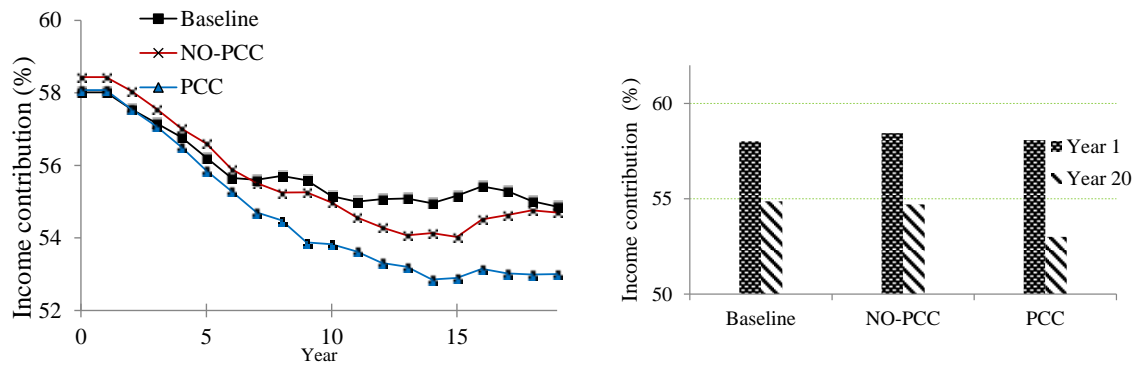 Income contribution (%)
60
58
56
54
52
Baseline
NO-PCC
PCC
0 5 10 15
Year
Income contribution (%)
60
55
50
Year 1
Year 20
Baseline NO-PCC PCC